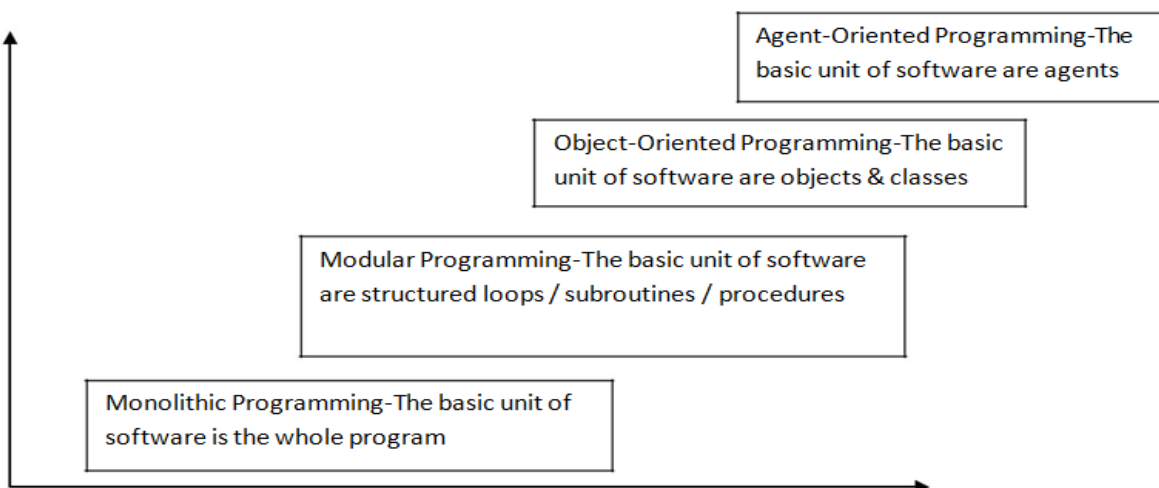 Agent-Oriented Programming-The
basic unit of software are agents
Object-Oriented Programming-The basic
unit of software are objects & classes
Modular Programming-The basic unit of software
are structured loops / subroutines / procedures
Monolithic Programming-The basic unit of
software is the whole program